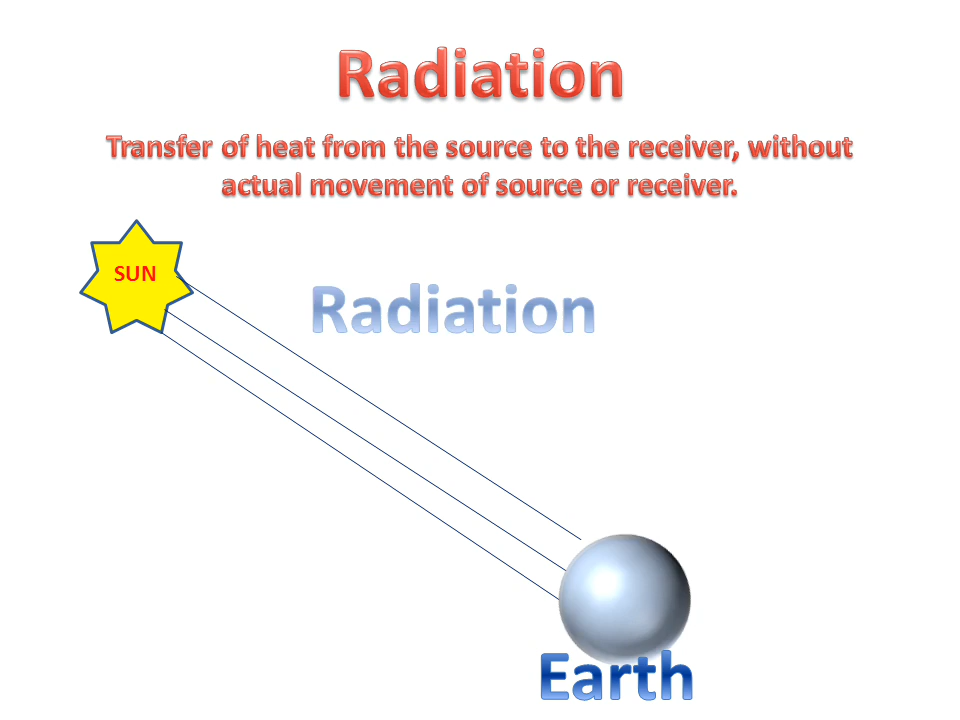 Radiation
Transfer of heat from the source to the receiver, without
actual movement of source or receiver.
SUN
Radiation
Earth